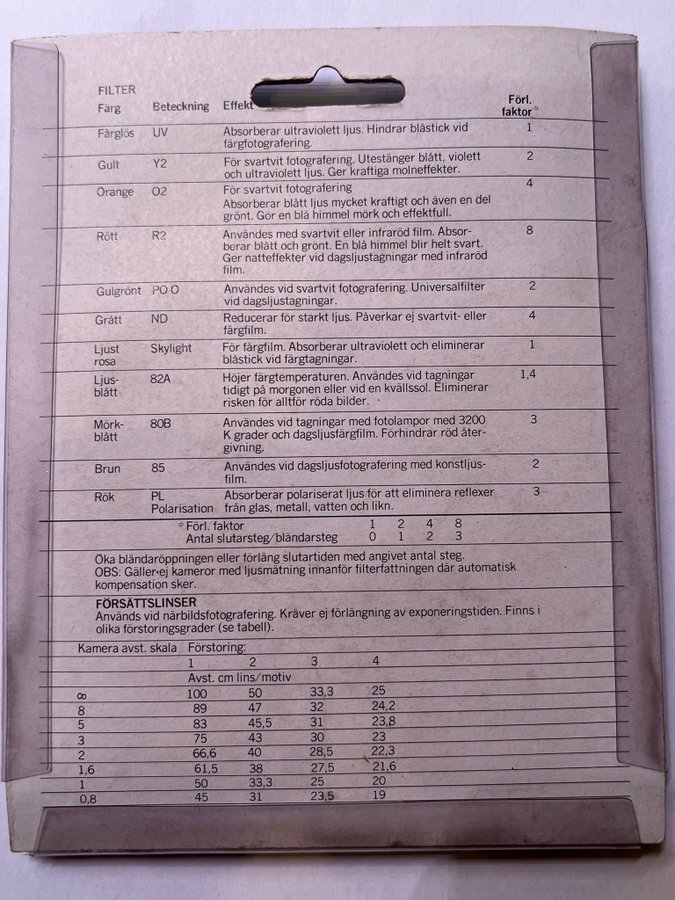 FILTER
Färg Beteckning Effekt Förl. faktor*
Färglös UV Absorberar ultraviolett ljus. Hindrar blåstick vid 1
färgfotografering.
Gult Y2 För svartvit fotografering. Utestänger blått, violett 2
och ultraviolett ljus. Ger kraftiga molneffekter.
Orange O2 För svartvit fotografering 4
Absorberar blått ljus mycket kraftigt och även en del
grönt. Gör en blå himmel mörk och effektfull.
Rött R2 Användes med svartvit eller infraröd film. Absor- 8
berar blått och grönt. En blå himmel blir helt svart.
Ger natteffekter vid dagsljustagningar med infraröd
film.
Gulgrönt PO O Användes vid svartvit fotografering. Universalfilter 2
vid dagsljustagningar.
Grått ND Reducerar för starkt ljus. Påverkar ej svartvit- eller 4
färgfilm.
Ljust Skylight För färgfilm. Absorberar ultraviolett och eliminerar 1
rosa blåstick vid färgtagningar.
Ljus- 82A Höjer färgtemperaturen. Användes vid tagningar 1,4
blått tidigt på morgonen eller vid en kvällssol. Eliminerar
risken för alltför röda bilder.
Mörk- 80B Användes vid tagningar med fotolampor med 3200 3
blått K grader och dagsljusfärgfilm. Förhindrar röd åter-
givning.
Brun 85 Användes vid dagsljusfotografering med konstljus- 2
film.
Rök PL Absorberar polariserat ljus för att eliminera reflexer 3
Polarisation från glas, metall, vatten och likn.
* Förl. faktor 1 2 4 8
Antal slutarsteg/bländarsteg 0 1 2 3
Öka bländaröppningen eller förläng slutartiden med angivet antal steg.
OBS: Gäller ej kameror med ljusmätning innanför filterfattningen där automatisk
kompensation sker.
FÖRSÄTTSLINSER
Används vid närbildsfotografering. Kräver ej förlängning av exponeringstiden. Finns i
olika förstoringsgrader (se tabell).
Kamera avst. skala Förstoring:
1 2 3 4
Avst. cm lins/motiv
∞ 100 50 33,3 25
8 89 47 32 24,2
5 83 45,5 31 23,8
3 75 43 30 23
2 66,6 40 28,5 22,3
1,6 61,5 38 27,5 21,6
1 50 33,3 25 20
0,8 45 31 23,5 19